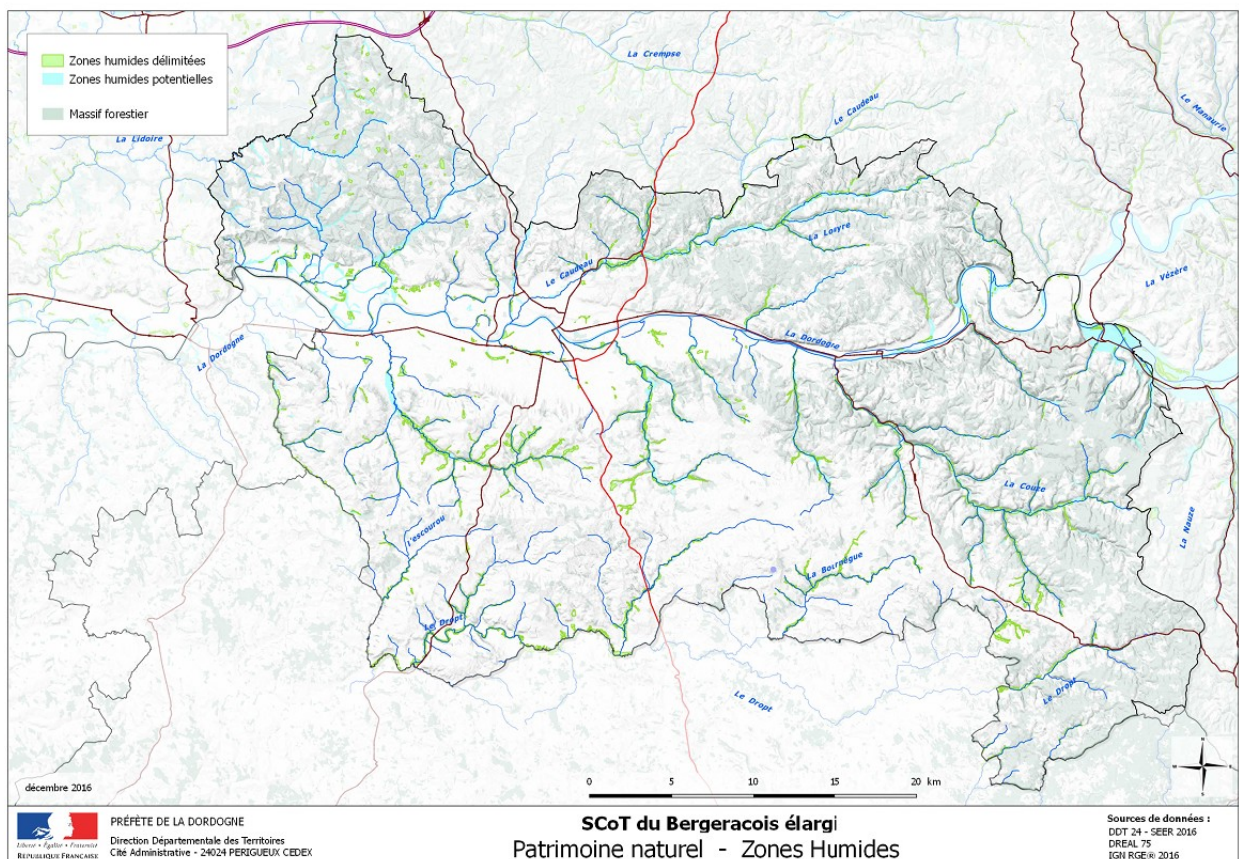 Zones humides délimitées
Zones humides potentielles
Massif forestier
La Crempse
Le Manaurie
Le Caudeau
La Lidoire
La Louyre
Le Caudeau
La Vézère
La Dordogne
La Dordogne
La Couze
La Nauze
l'escourou
La Bournègue
Le Dropt
Le Dropt
Le Dropt
décembre 2016
0 5 10 15 20 km
Liberté • Égalité • Fraternité
RÉPUBLIQUE FRANÇAISE
PRÉFÈTE DE LA DORDOGNE
Direction Départementale des Territoires
Cité Administrative - 24024 PERIGUEUX CEDEX
SCoT du Bergeracois élargi
Patrimoine naturel - Zones Humides
Sources de données :
DDT 24 - SEER 2016
DREAL 75
IGN RGE® 2016